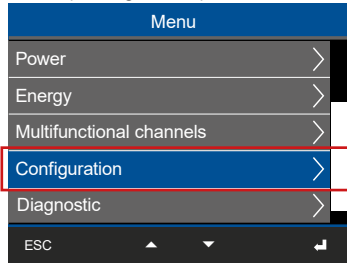 Menu
Power
Energy
Multifunctional channels
Configuration
Diagnostic
ESC